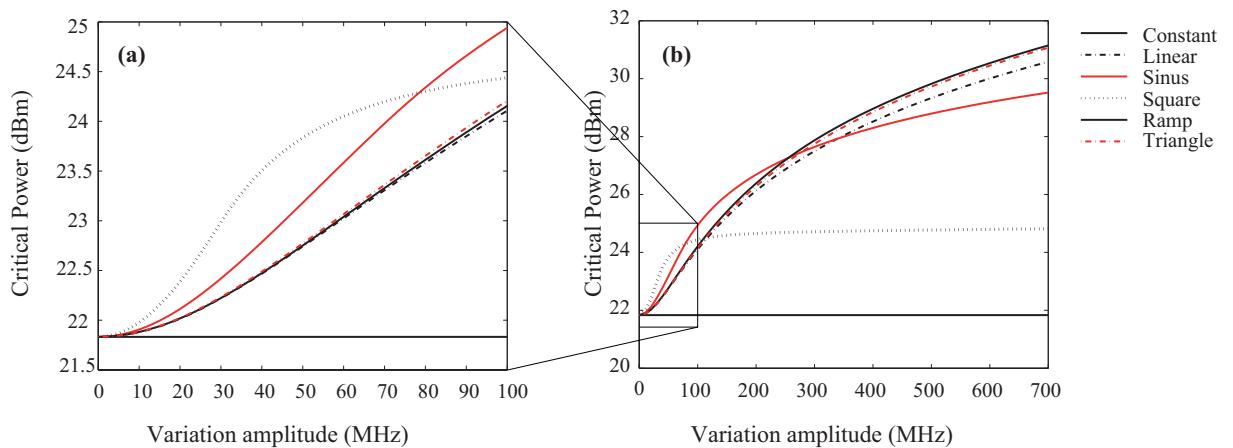 (a)
25
24.5
24
23.5
23
22.5
22
21.5
Critical Power (dBm)
0 10 20 30 40 50 60 70 80 90 100
Variation amplitude (MHz)
(b)
32
30
28
26
24
22
20
Critical Power (dBm)
0 100 200 300 400 500 600 700
Variation amplitude (MHz)
Constant
Linear
Sinus
Square
Ramp
Triangle